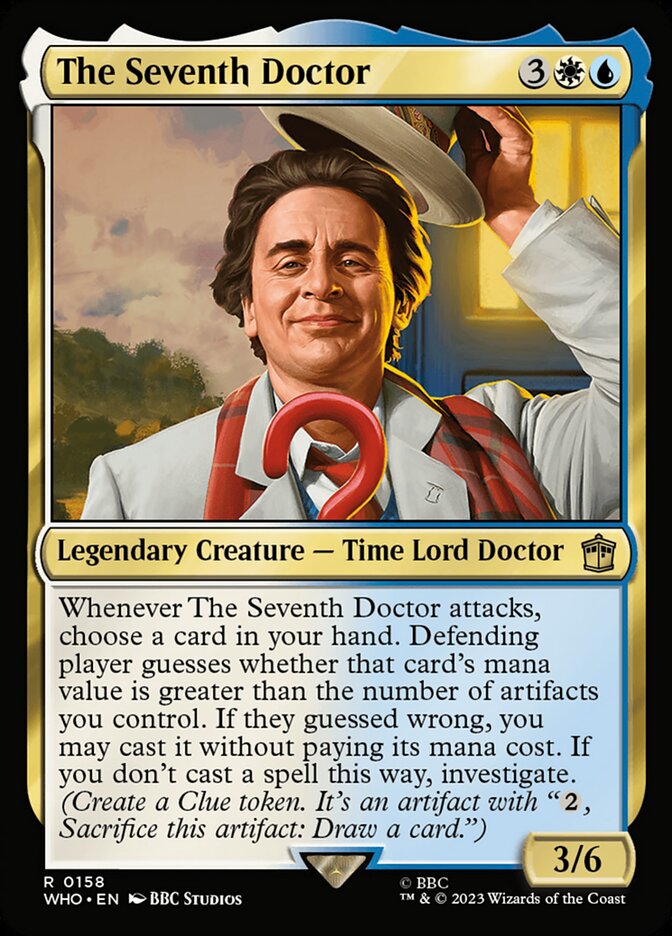 The Seventh Doctor 3
Legendary Creature — Time Lord Doctor
Whenever The Seventh Doctor attacks,
choose a card in your hand. Defending
player guesses whether that card's mana
value is greater than the number of artifacts
you control. If they guessed wrong, you
may cast it without paying its mana cost. If
you don't cast a spell this way, investigate.
(Create a Clue token. It's an artifact with “2,
Sacrifice this artifact: Draw a card.”)
3/6
R 0158
WHO • EN BBC STUDIOS
© BBC
™ & © 2023 Wizards of the Coast